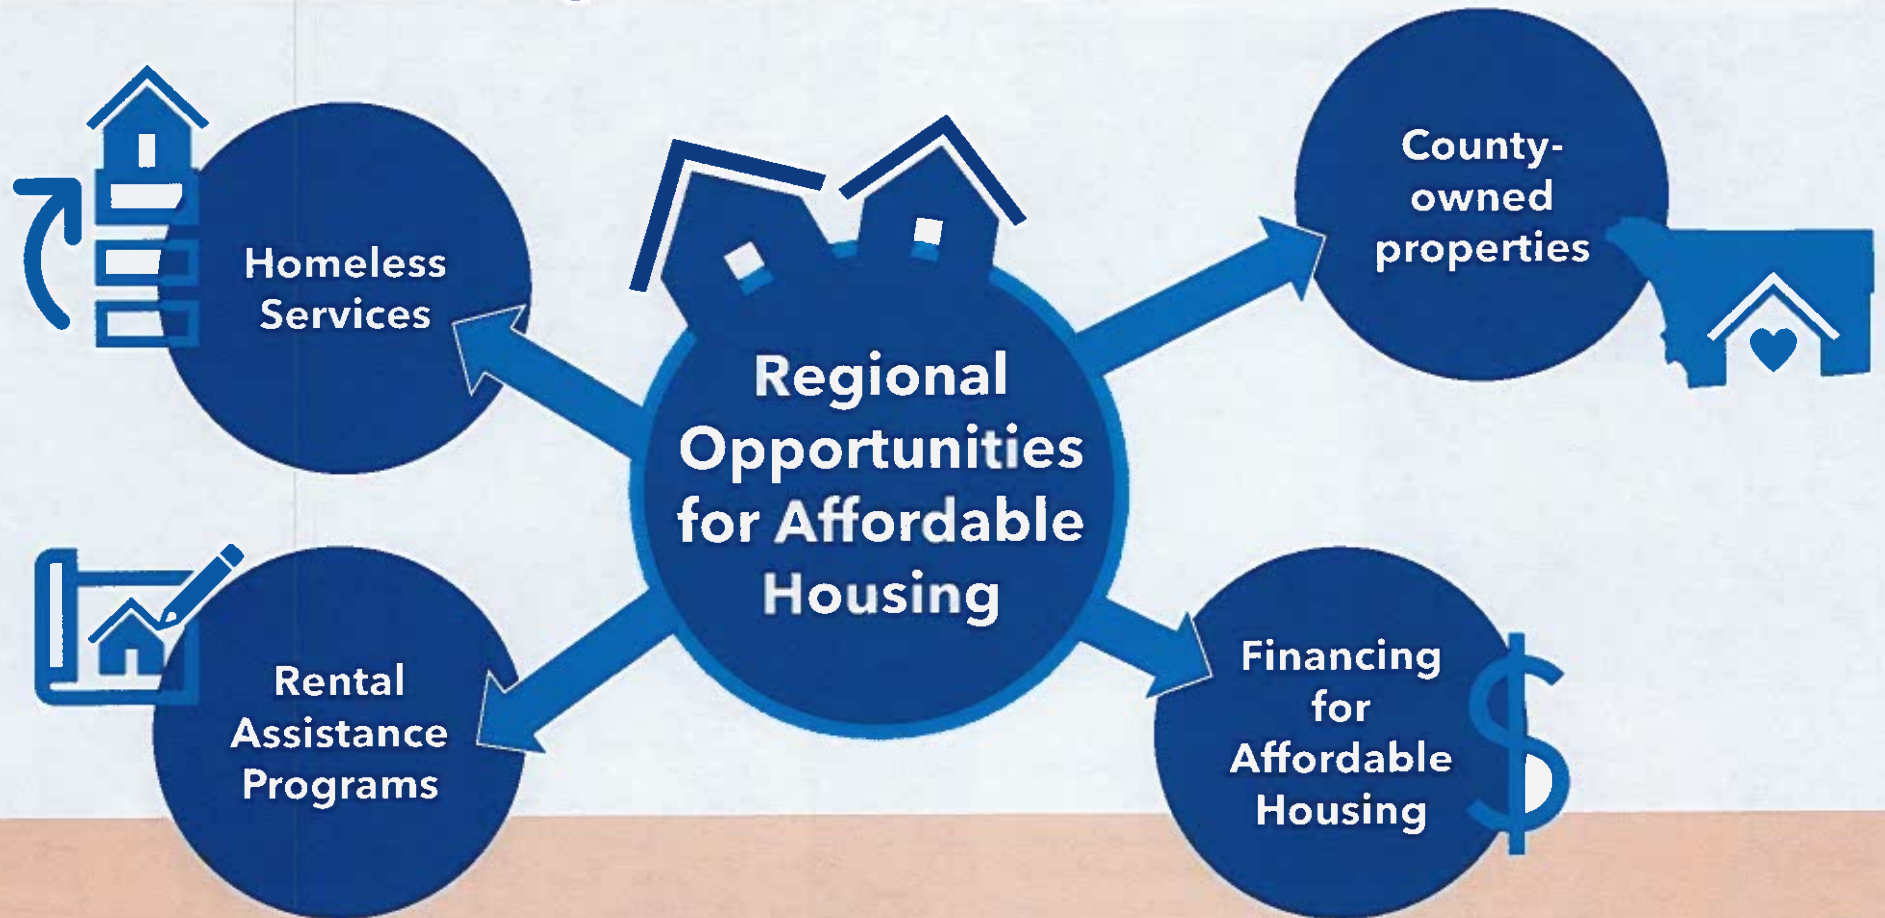 Homeless
Services
Regional
Opportunities
for Affordable
Housing
County-
owned
properties
Rental
Assistance
Programs
Financing
for
Affordable
Housing